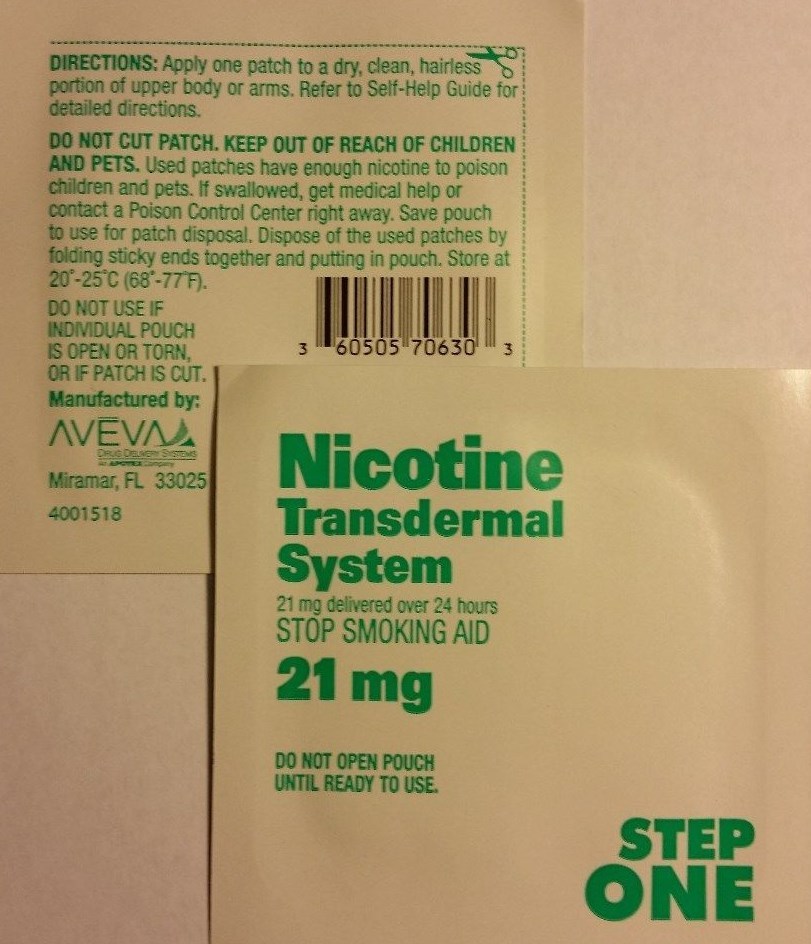 DIRECTIONS: Apply one patch to a dry, clean, hairless
portion of upper body or arms. Refer to Self-Help Guide for
detailed directions.
DO NOT CUT PATCH. KEEP OUT OF REACH OF CHILDREN
AND PETS. Used patches have enough nicotine to poison
children and pets. If swallowed, get medical help or
contact a Poison Control Center right away. Save pouch
to use for patch disposal. Dispose of the used patches by
folding sticky ends together and putting in pouch. Store at
20°-25°C (68°-77°F).
DO NOT USE IF
INDIVIDUAL POUCH
IS OPEN OR TORN,
OR IF PATCH IS CUT.
3 60505 70630 3
Manufactured by:
AVEVA
DRUG DELIVERY SYSTEMS
An APOTEX Company
Miramar, FL 33025
4001518
Nicotine
Transdermal
System
21 mg delivered over 24 hours
STOP SMOKING AID
21 mg
DO NOT OPEN POUCH
UNTIL READY TO USE.
STEP
ONE